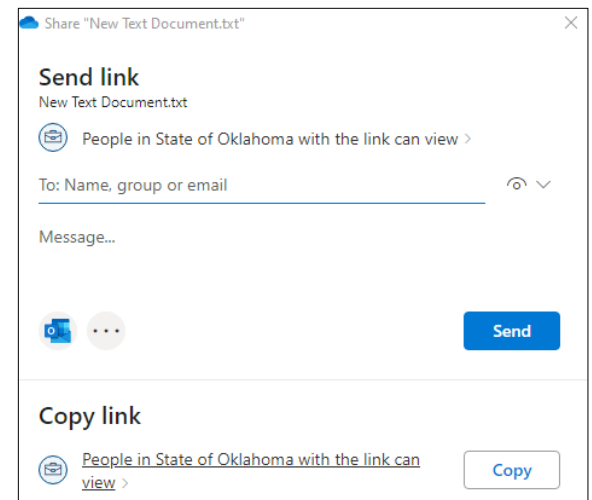 Share "New Text Document.txt"
Send link
New Text Document.txt
People in State of Oklahoma with the link can view >
To: Name, group or email
Message...
Send
Copy link
People in State of Oklahoma with the link can
view >
Copy